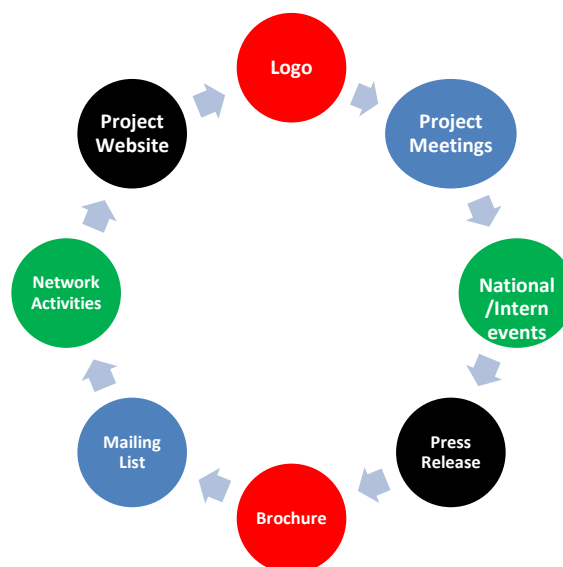 Logo
Project
Meetings
National
/Intern
events
Press
Release
Brochure
Mailing
List
Network
Activities
Project
Website